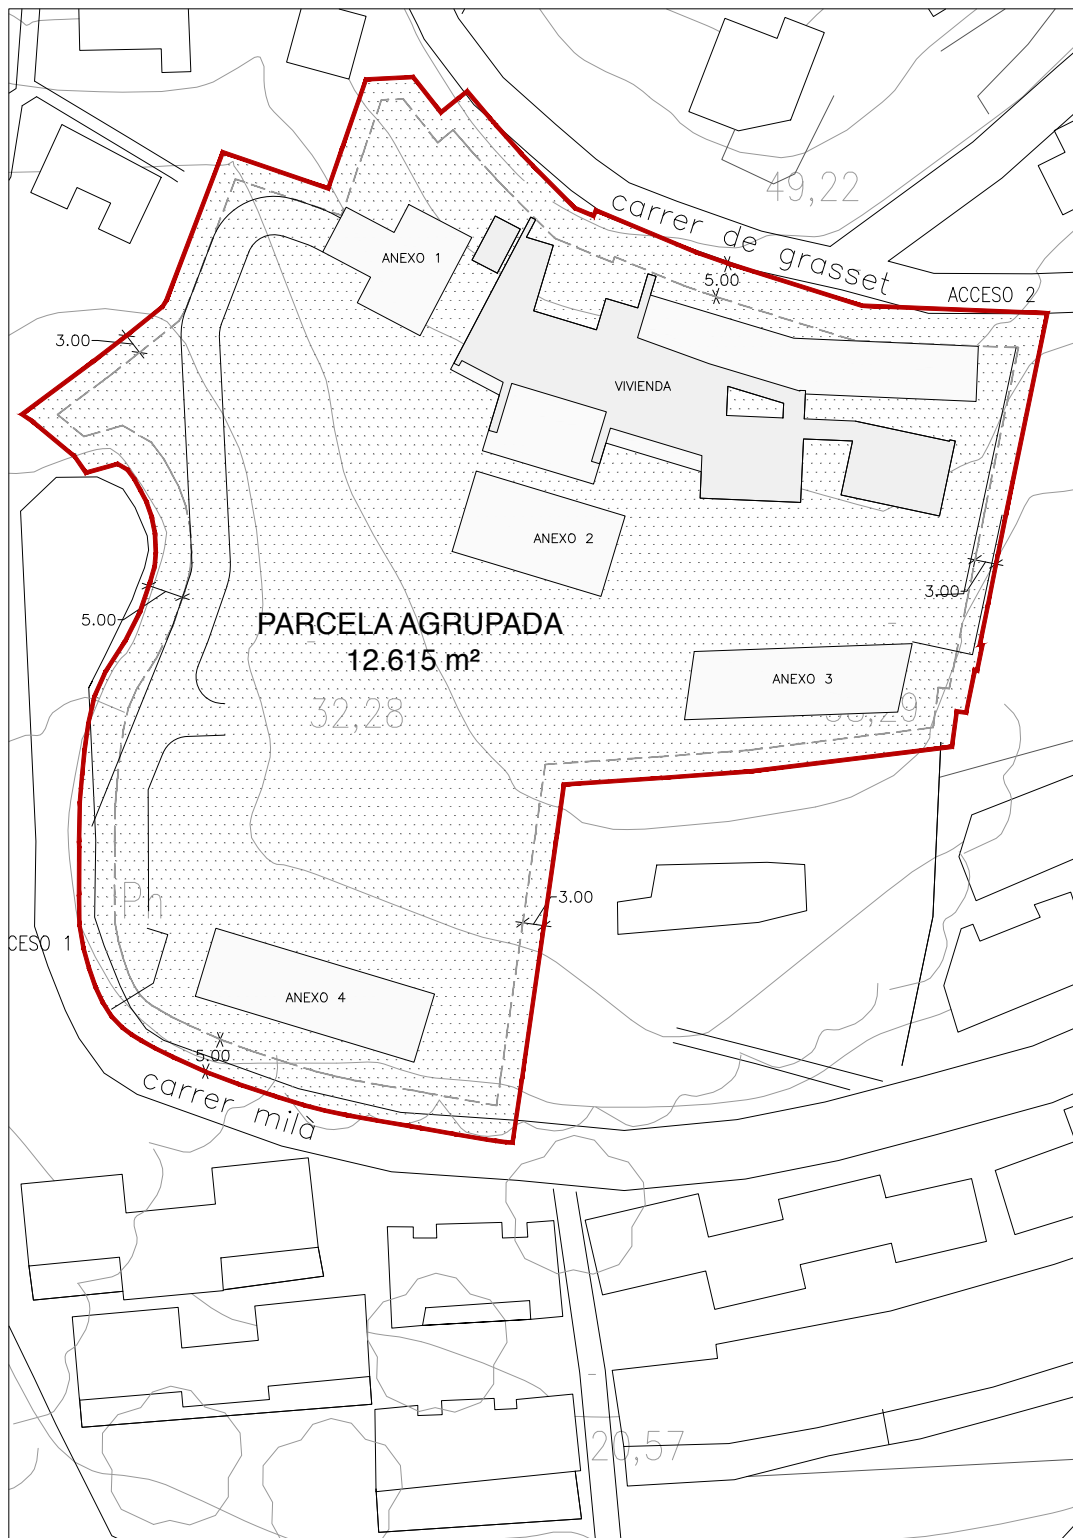 49,22
carrer de grasset
ANEXO 1
5.00
ACCESO 2
3.00
VIVIENDA
ANEXO 2
3.00
5.00
PARCELA AGRUPADA
12.615 m²
ANEXO 3
32,28
3.00
Pn
CESO 1
ANEXO 4
5.00
carrer milà
20,57